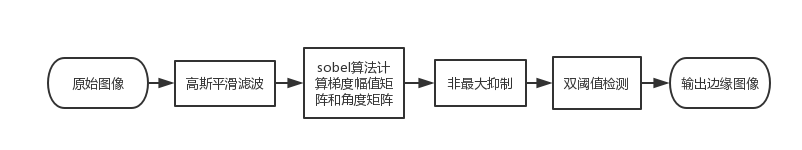 原始图像
高斯平滑滤波
sobel算法计
算梯度幅值矩
阵和角度矩阵
非最大抑制
双阈值检测
输出边缘图像